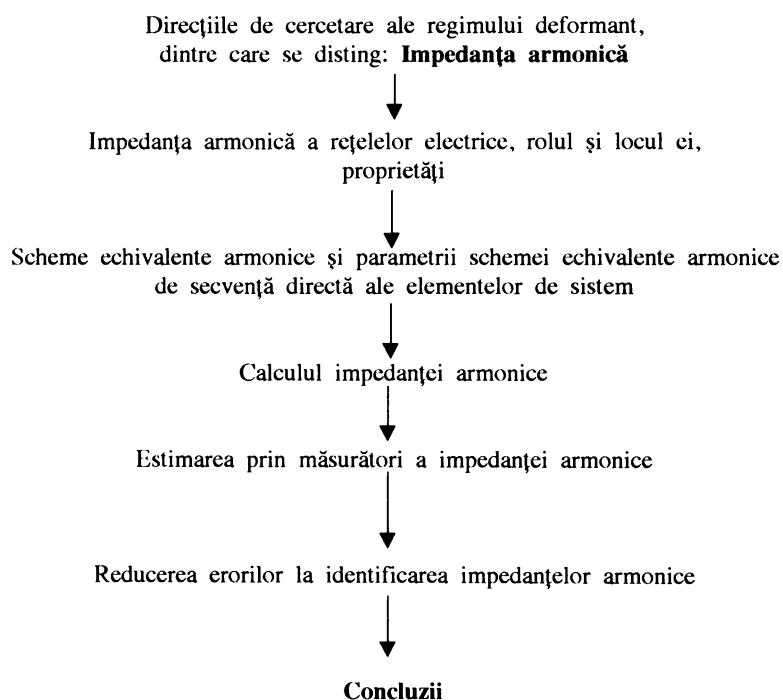 Direcțiile de cercetare ale regimului deformant,
dintre care se disting: Impedanța armonică
Impedanța armonică a rețelelor electrice, rolul și locul ei,
proprietăți
Scheme echivalente armonice și parametrii schemei echivalente armonice
de secvență directă ale elementelor de sistem
Calculul impedanței armonice
Estimarea prin măsurători a impedanței armonice
Reducerea erorilor la identificarea impedanțelor armonice
Concluzii